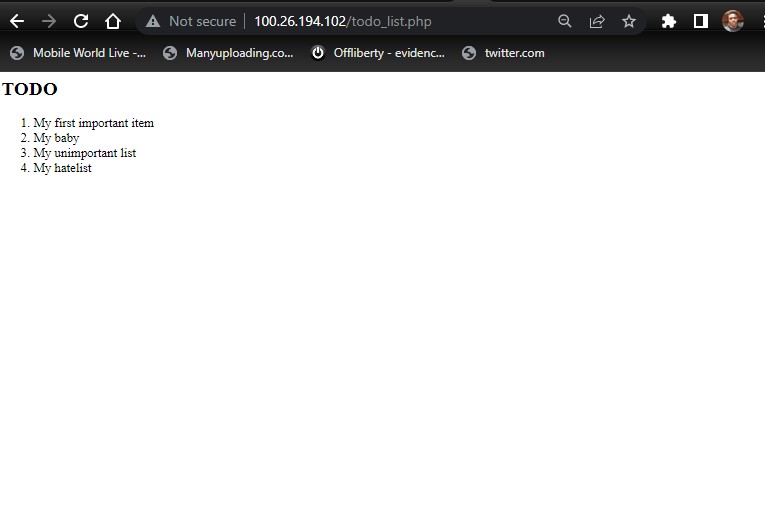 Not secure | 100.26.194.102/todo_list.php
Mobile World Live -... Manyuploading.co... Offliberty - evidenc... twitter.com
TODO
1. My first important item
2. My baby
3. My unimportant list
4. My hatelist